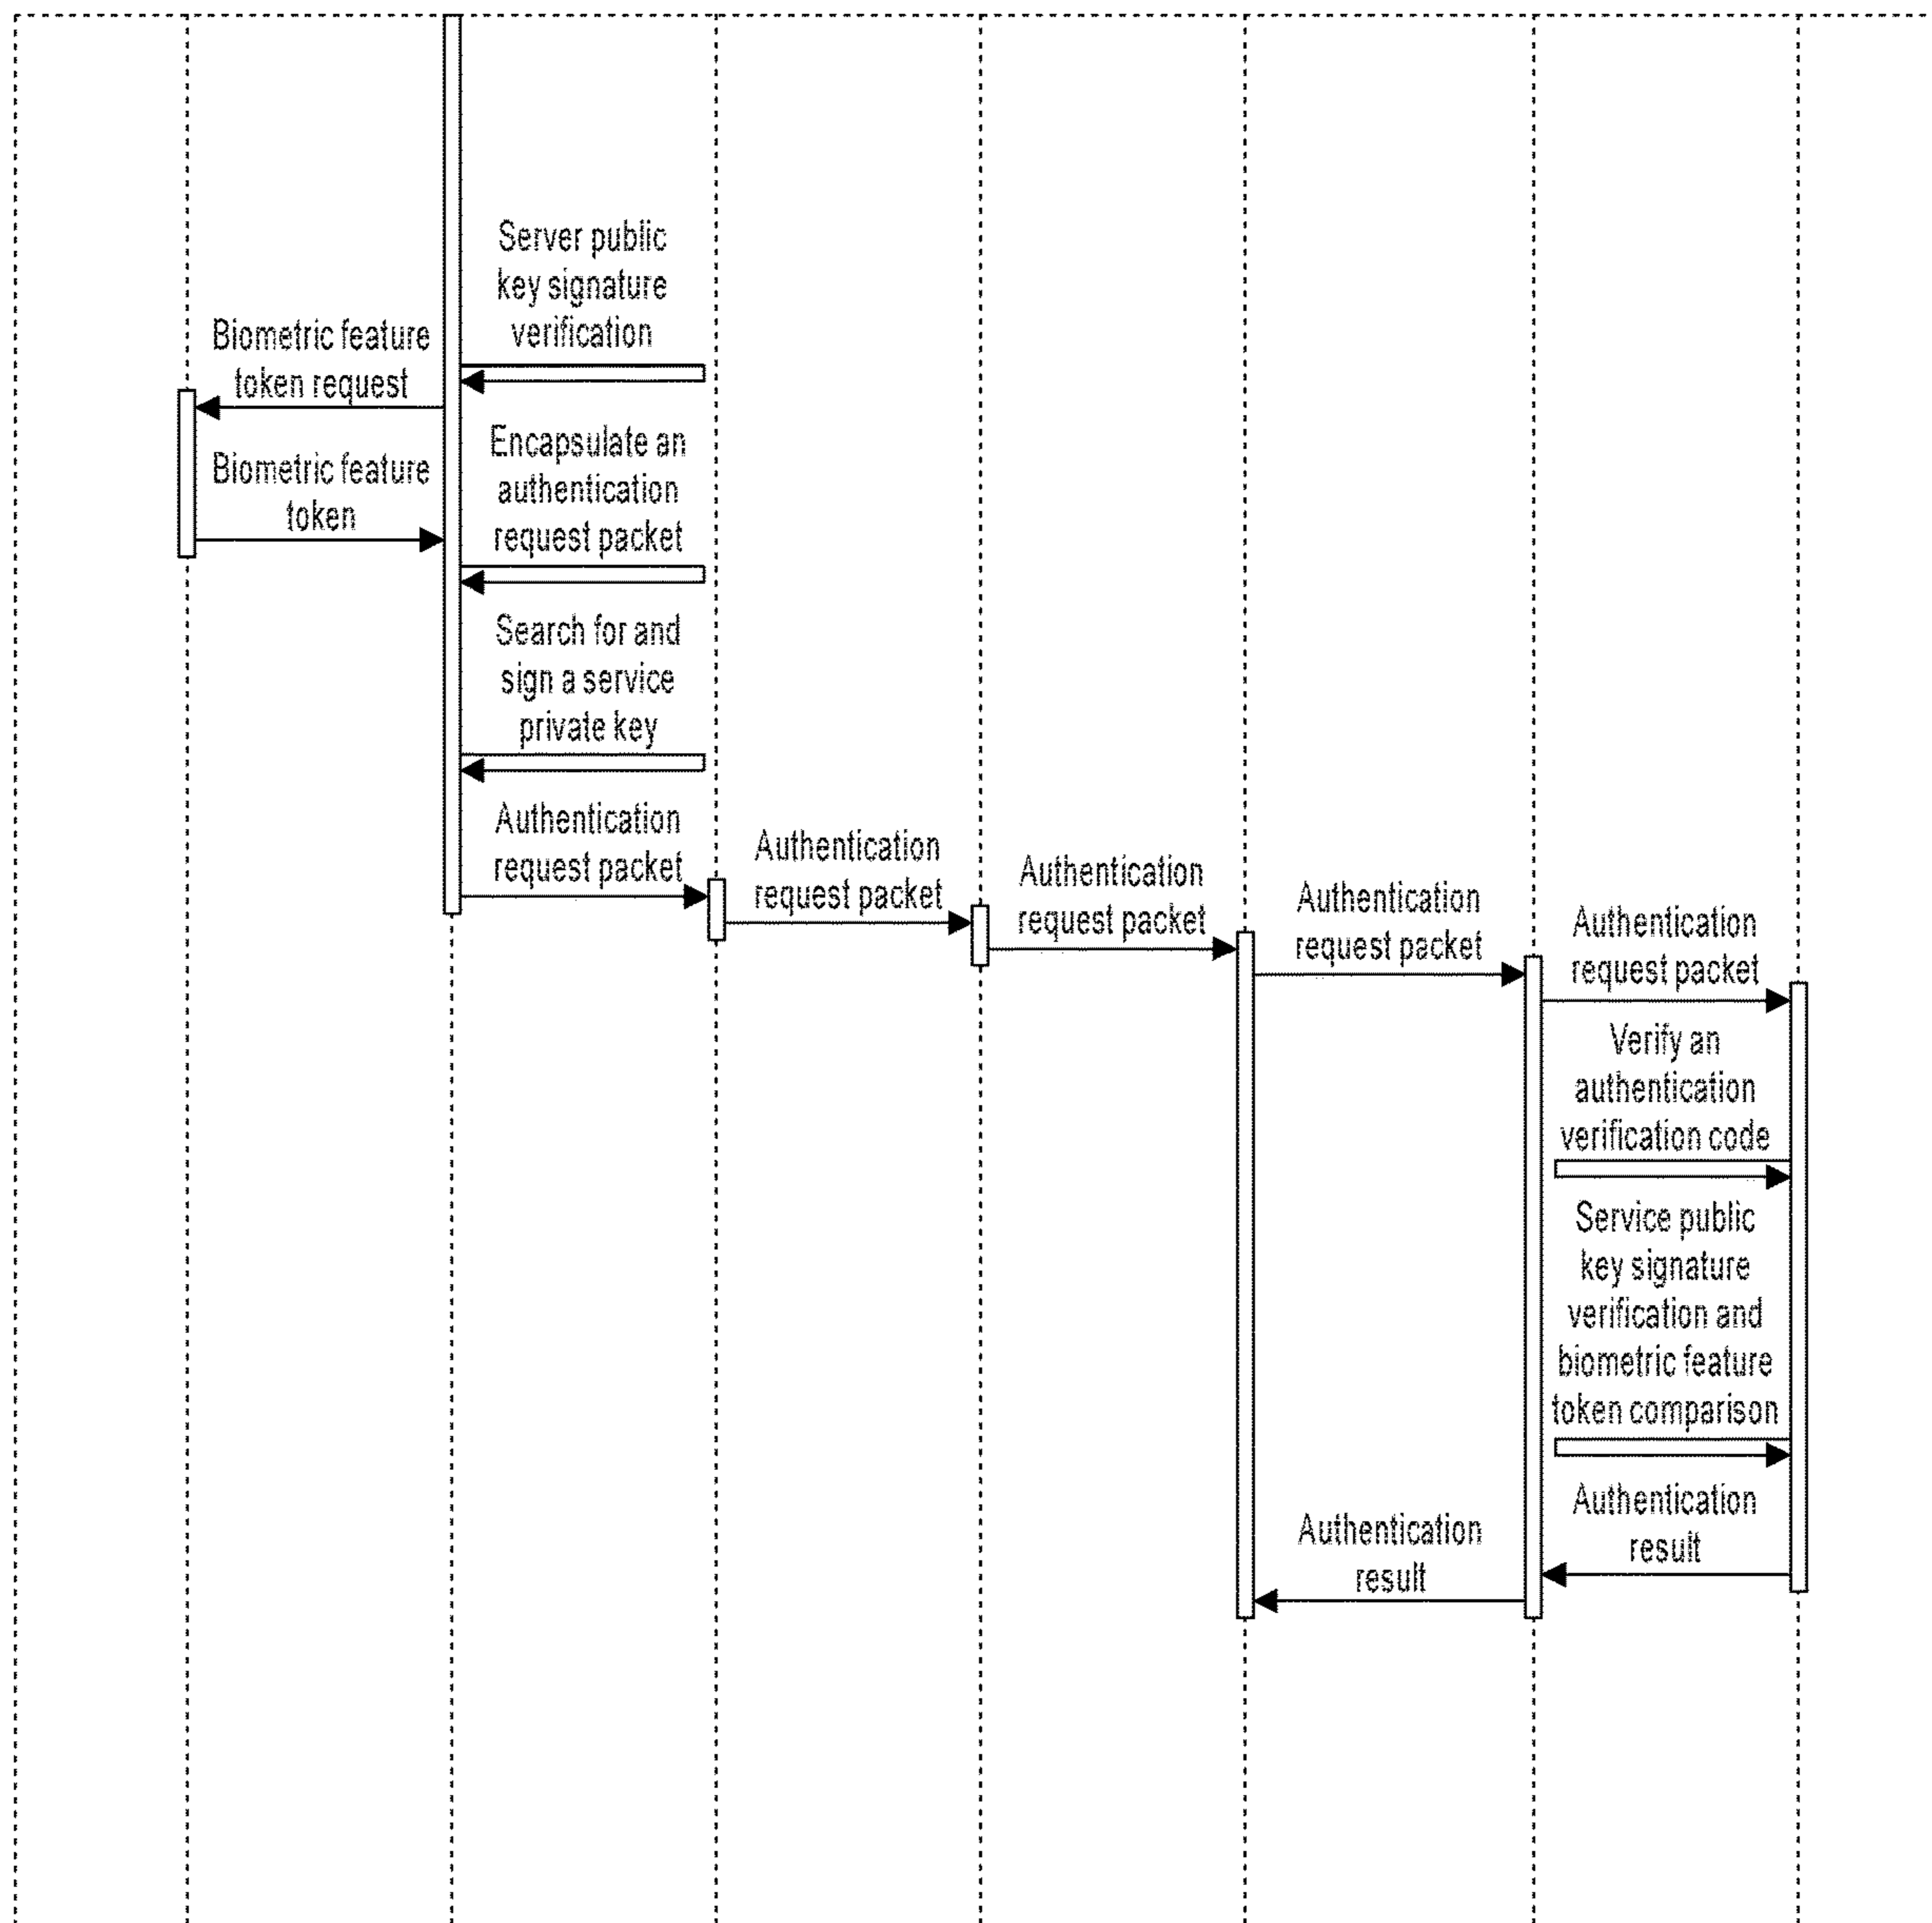 Server public
key signature
verification
Biometric feature
token request
Encapsulate an
authentication
request packet
Biometric feature
token
Search for and
sign a service
private key
Authentication
request packet
Authentication
request packet
Authentication
request packet
Authentication
request packet
Authentication
request packet
Verify an
authentication
verification code
Service public
key signature
verification and
biometric feature
token comparison
Authentication
result
Authentication
result